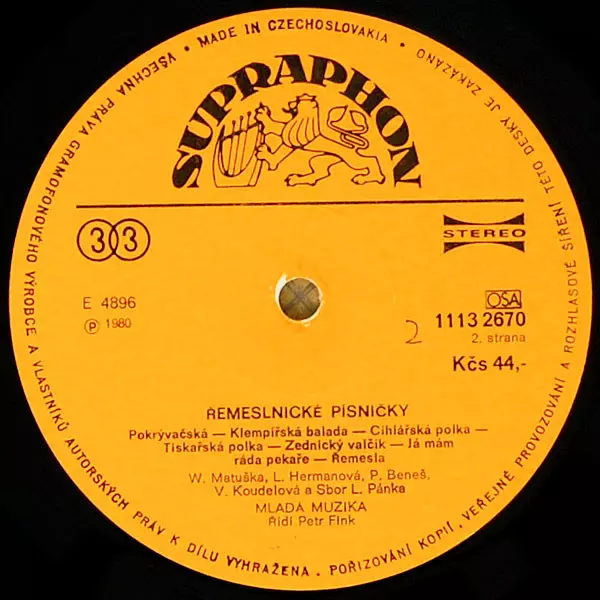 VŠECHNA PRÁVA GRAMOFONOVÉHO VÝROBCE A VLASTNÍKŮ AUTORSKÝCH PRÁV K DÍLU VYHRAŽENA. POŘIZOVÁNÍ KOPIÍ, VEŘEJNÉ PROVOZOVÁNÍ A ROZHLASOVÉ ŠÍŘENÍ TÉTO DESKY JE ZAKÁZÁNO • MADE IN CZECHOSLOVAKIA •
SUPRAPHON
33
STEREO
E 4896
Ⓟ 1980
OSA
2
1113 2670
2. strana
Kčs 44,-
ŘEMESLNICKÉ PÍSNIČKY
Pokrývačská — Klempířská balada — Cihlářská polka —
Tiskařská polka — Zednický valčík — Já mám
ráda pekaře — Řemesla
W. Matuška, L. Hermanová, P. Beneš,
V. Koudelová a Sbor L. Pánka
MLADÁ MUZIKA
Řídí Petr Fink